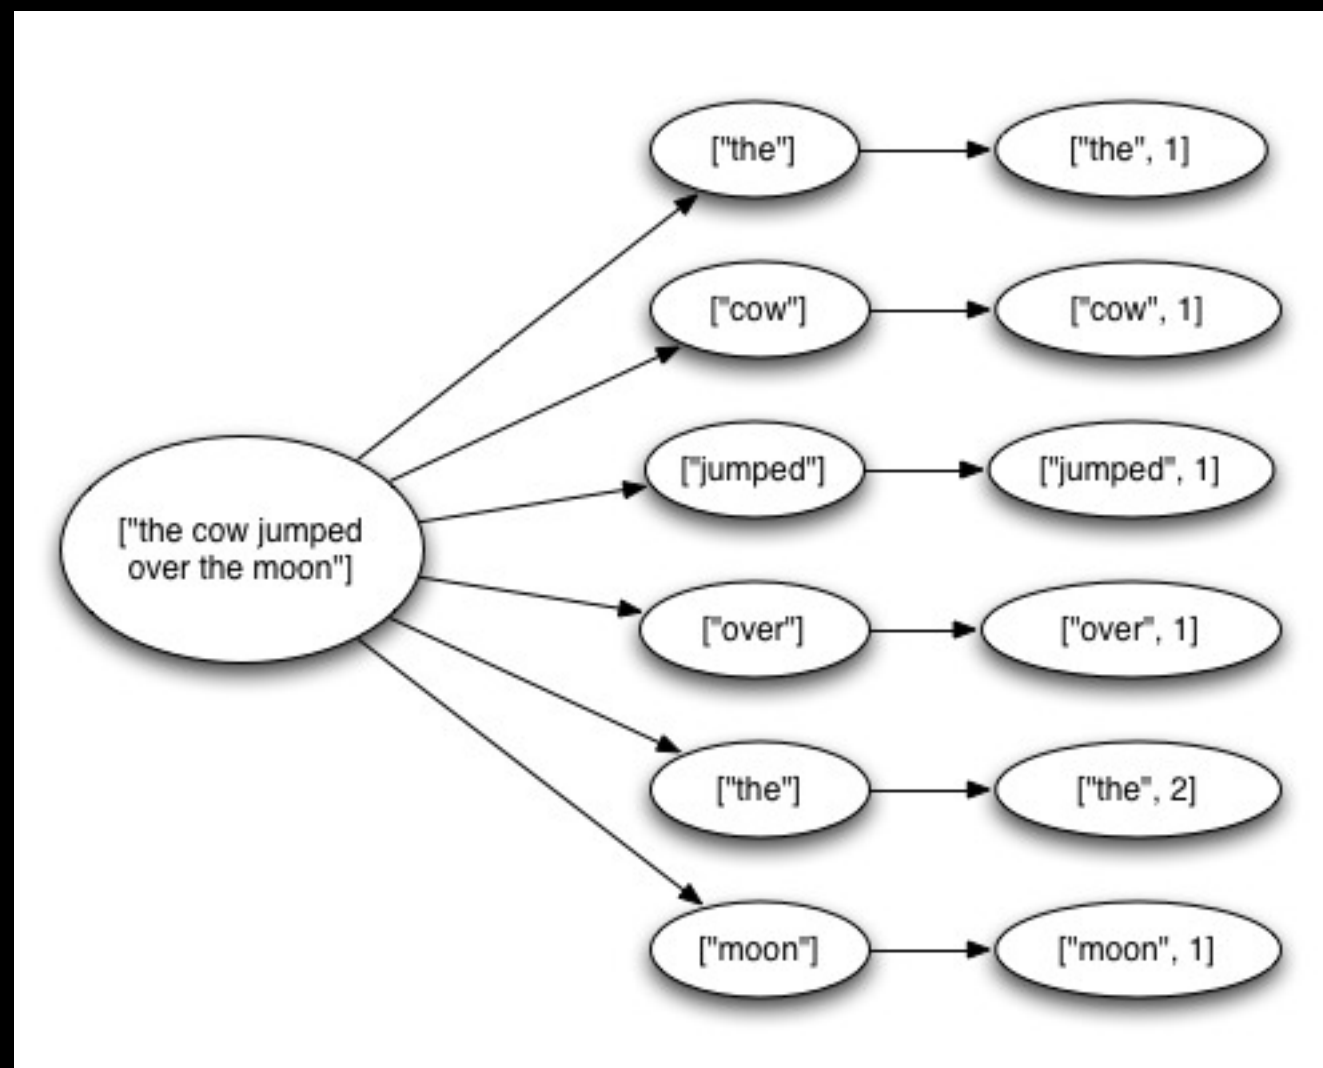 ["the"]
["the", 1]
["cow"]
["cow", 1]
["jumped"]
["jumped", 1]
["the cow jumped
over the moon"]
["over"]
["over", 1]
["the"]
["the", 2]
["moon"]
["moon", 1]